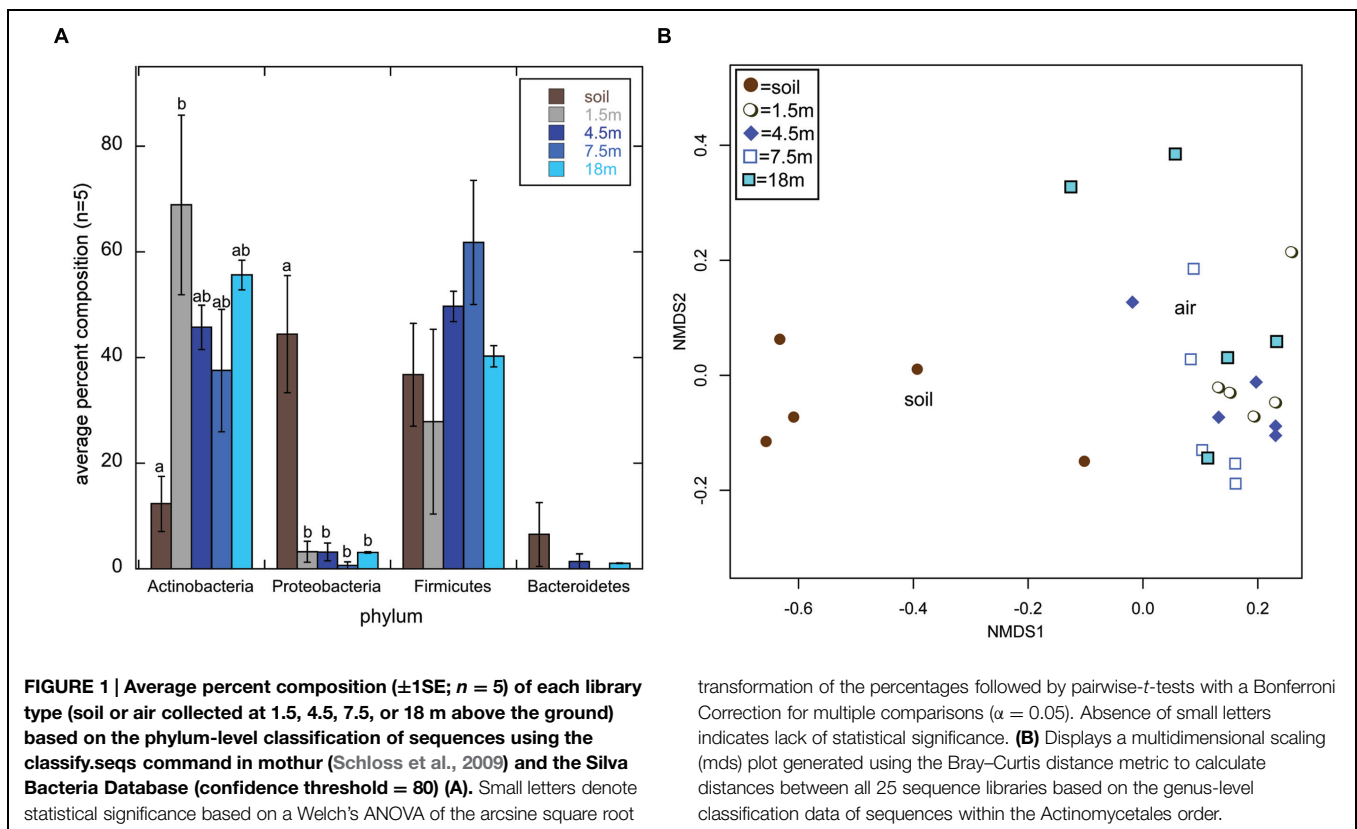 A
average percent composition (n=5)
80
60
40
20
0
soil
1.5m
4.5m
7.5m
18m
a
b
ab
ab
ab
a
b
b
b
b
Actinobacteria Proteobacteria Firmicutes Bacteroidetes
phylum
B
NMDS2
0.4
0.2
0.0
-0.2
=soil
=1.5m
=4.5m
=7.5m
=18m
air
soil
-0.6 -0.4 -0.2 0.0 0.2
NMDS1
FIGURE 1 | Average percent composition (±1SE; n = 5) of each library
type (soil or air collected at 1.5, 4.5, 7.5, or 18 m above the ground)
based on the phylum-level classification of sequences using the
classify.seqs command in mothur (Schloss et al., 2009) and the Silva
Bacteria Database (confidence threshold = 80) (A). Small letters denote
statistical significance based on a Welch's ANOVA of the arcsine square root
transformation of the percentages followed by pairwise-t-tests with a Bonferroni
Correction for multiple comparisons (α = 0.05). Absence of small letters
indicates lack of statistical significance. (B) Displays a multidimensional scaling
(mds) plot generated using the Bray–Curtis distance metric to calculate
distances between all 25 sequence libraries based on the genus-level
classification data of sequences within the Actinomycetales order.